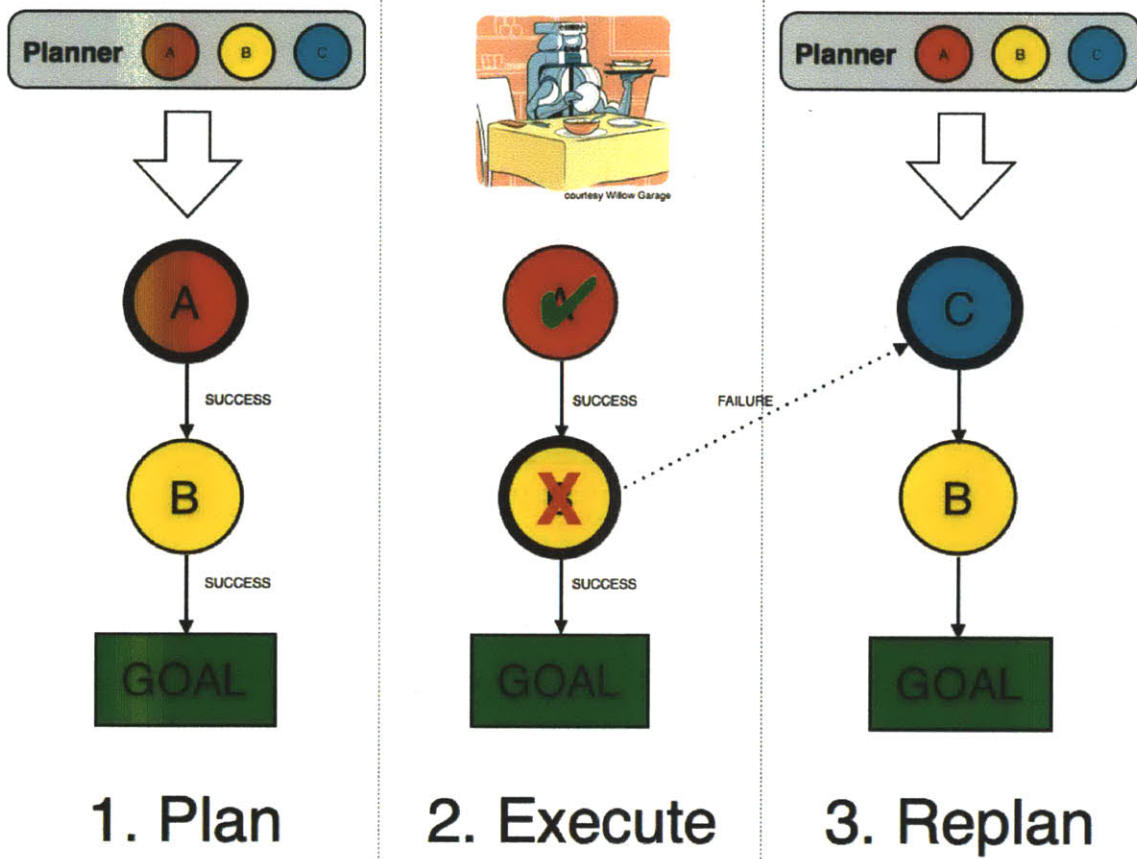 Planner A B C
A
SUCCESS
B
SUCCESS
GOAL
1. Plan
courtesy Willow Garage
A
SUCCESS
FAILURE
SUCCESS
GOAL
2. Execute
Planner A B C
C
B
GOAL
3. Replan